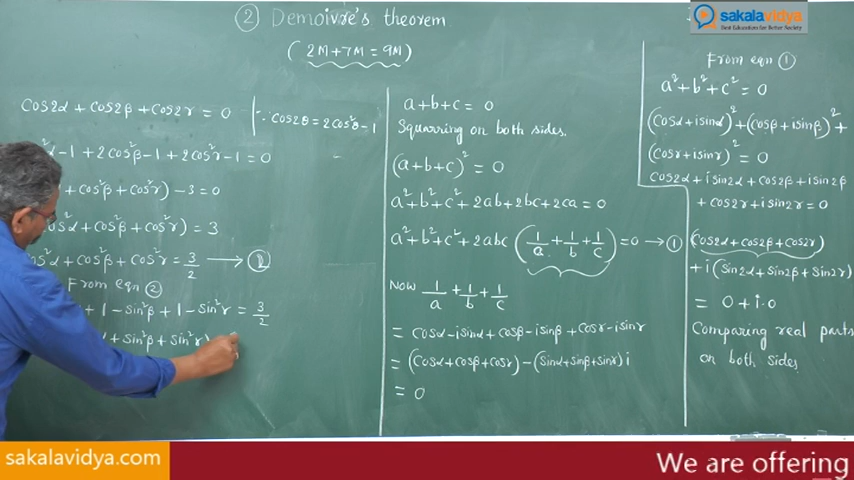 ② Demoivre's theorem
(2M+7M=9M)
cos2α+cos2β+cos2γ=0
∵ cos2θ=2cos²θ-1
-1+2cos²β-1+2cos²γ-1=0
+cos²β+cos²γ)-3=0
cos²β+cos²γ)=3
+cos²β+cos²γ=3/2 →②
From eqn ②
+1-sin²β+1-sin²γ=3/2
+sin²β+sin²γ)
a+b+c=0
Squarring on both sides.
(a+b+c)²=0
a²+b²+c²+2ab+2bc+2ca=0
a²+b²+c²+2abc(1/a+1/b+1/c)=0→①
Now 1/a+1/b+1/c
=cosα-isinα+cosβ-isinβ+cosγ-isinγ
=(cosα+cosβ+cosγ)-(sinα+sinβ+sinγ)i
=0
From eqn ①
a²+b²+c²=0
(cosα+isinα)²+(cosβ+isinβ)²+
(cosγ+isinγ)²=0
cos2α+isin2α+cos2β+isin2β
+cos2γ+isin2γ=0
(cos2α+cos2β+cos2γ)
+i(sin2α+sin2β+sin2γ)
=0+i·0
Comparing real parts
on both sides
sakalavidya
Best Education for Better Society
sakalavidya.com
We are offering